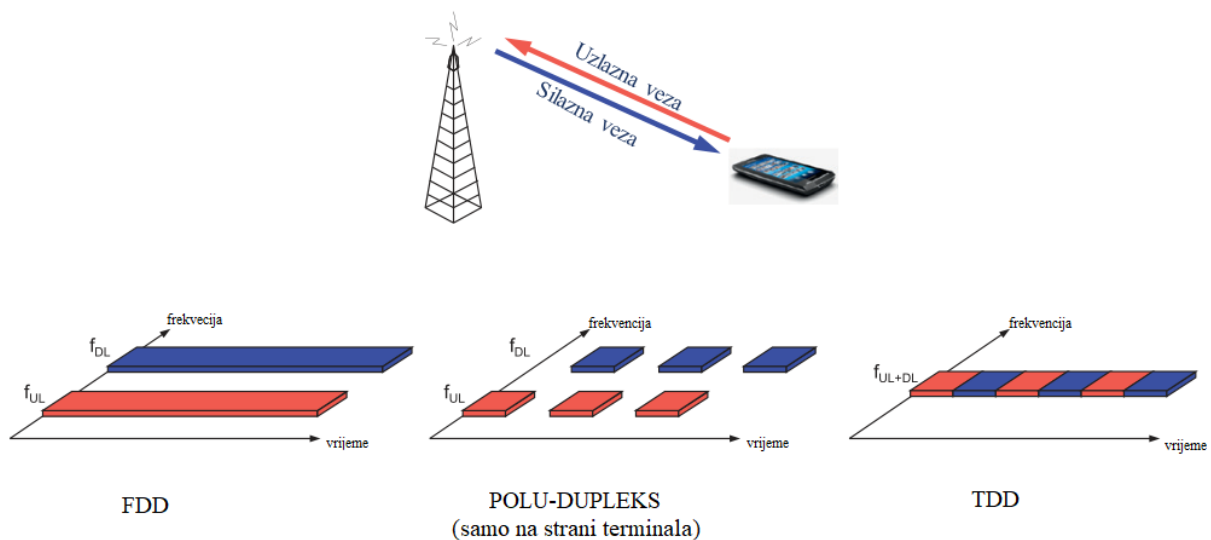 Uzlazna veza
Silazna veza
frekvecija
f_DL
f_UL
vrijeme
FDD
frekvencija
f_DL
f_UL
vrijeme
POLU-DUPLEKS
(samo na strani terminala)
frekvencija
f_UL+DL
vrijeme
TDD